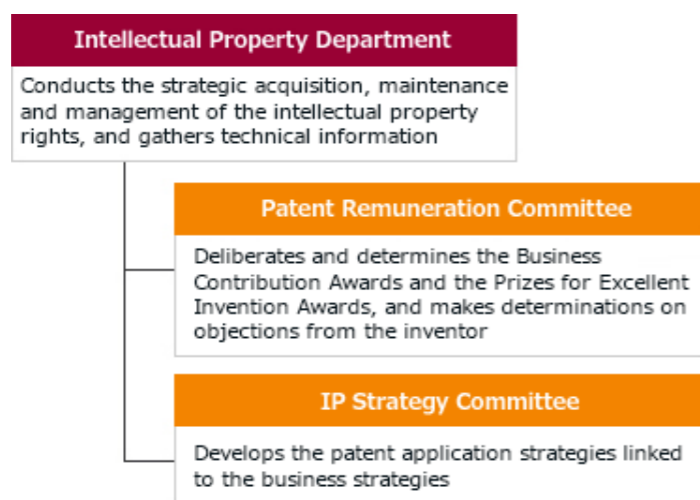 Intellectual Property Department
Conducts the strategic acquisition, maintenance
and management of the intellectual property
rights, and gathers technical information
Patent Remuneration Committee
Deliberates and determines the Business
Contribution Awards and the Prizes for Excellent
Invention Awards, and makes determinations on
objections from the inventor
IP Strategy Committee
Develops the patent application strategies linked
to the business strategies